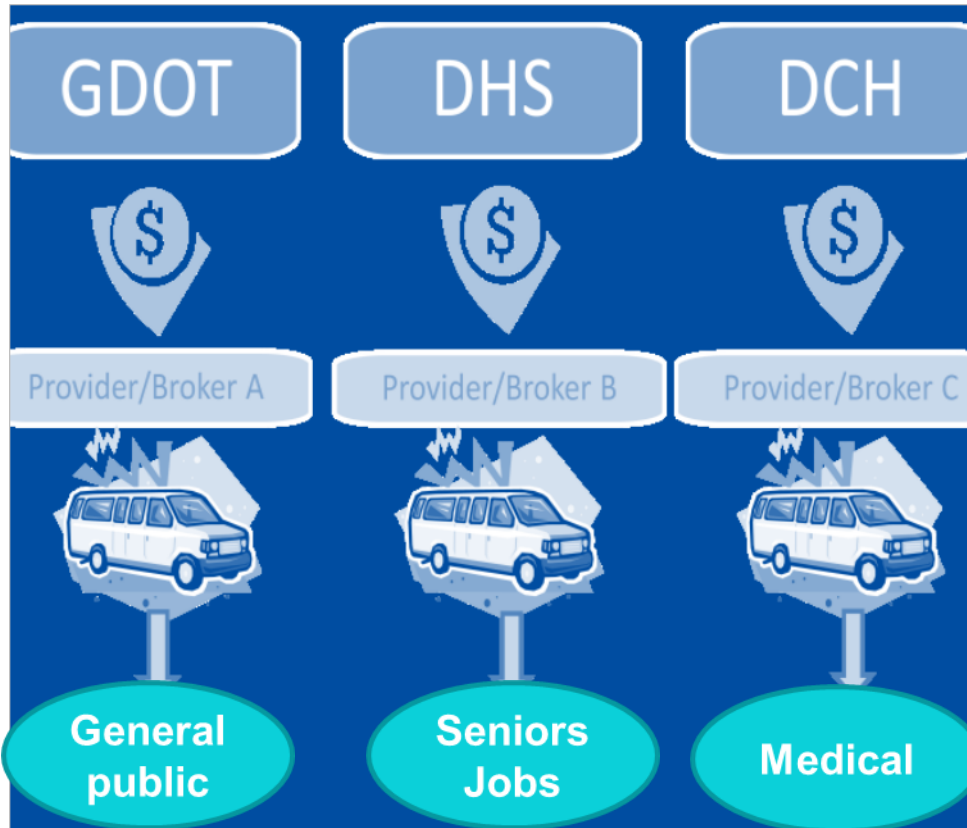 GDOT
DHS
DCH
$
$
$
Provider/Broker A
Provider/Broker B
Provider/Broker C
General
public
Seniors
Jobs
Medical